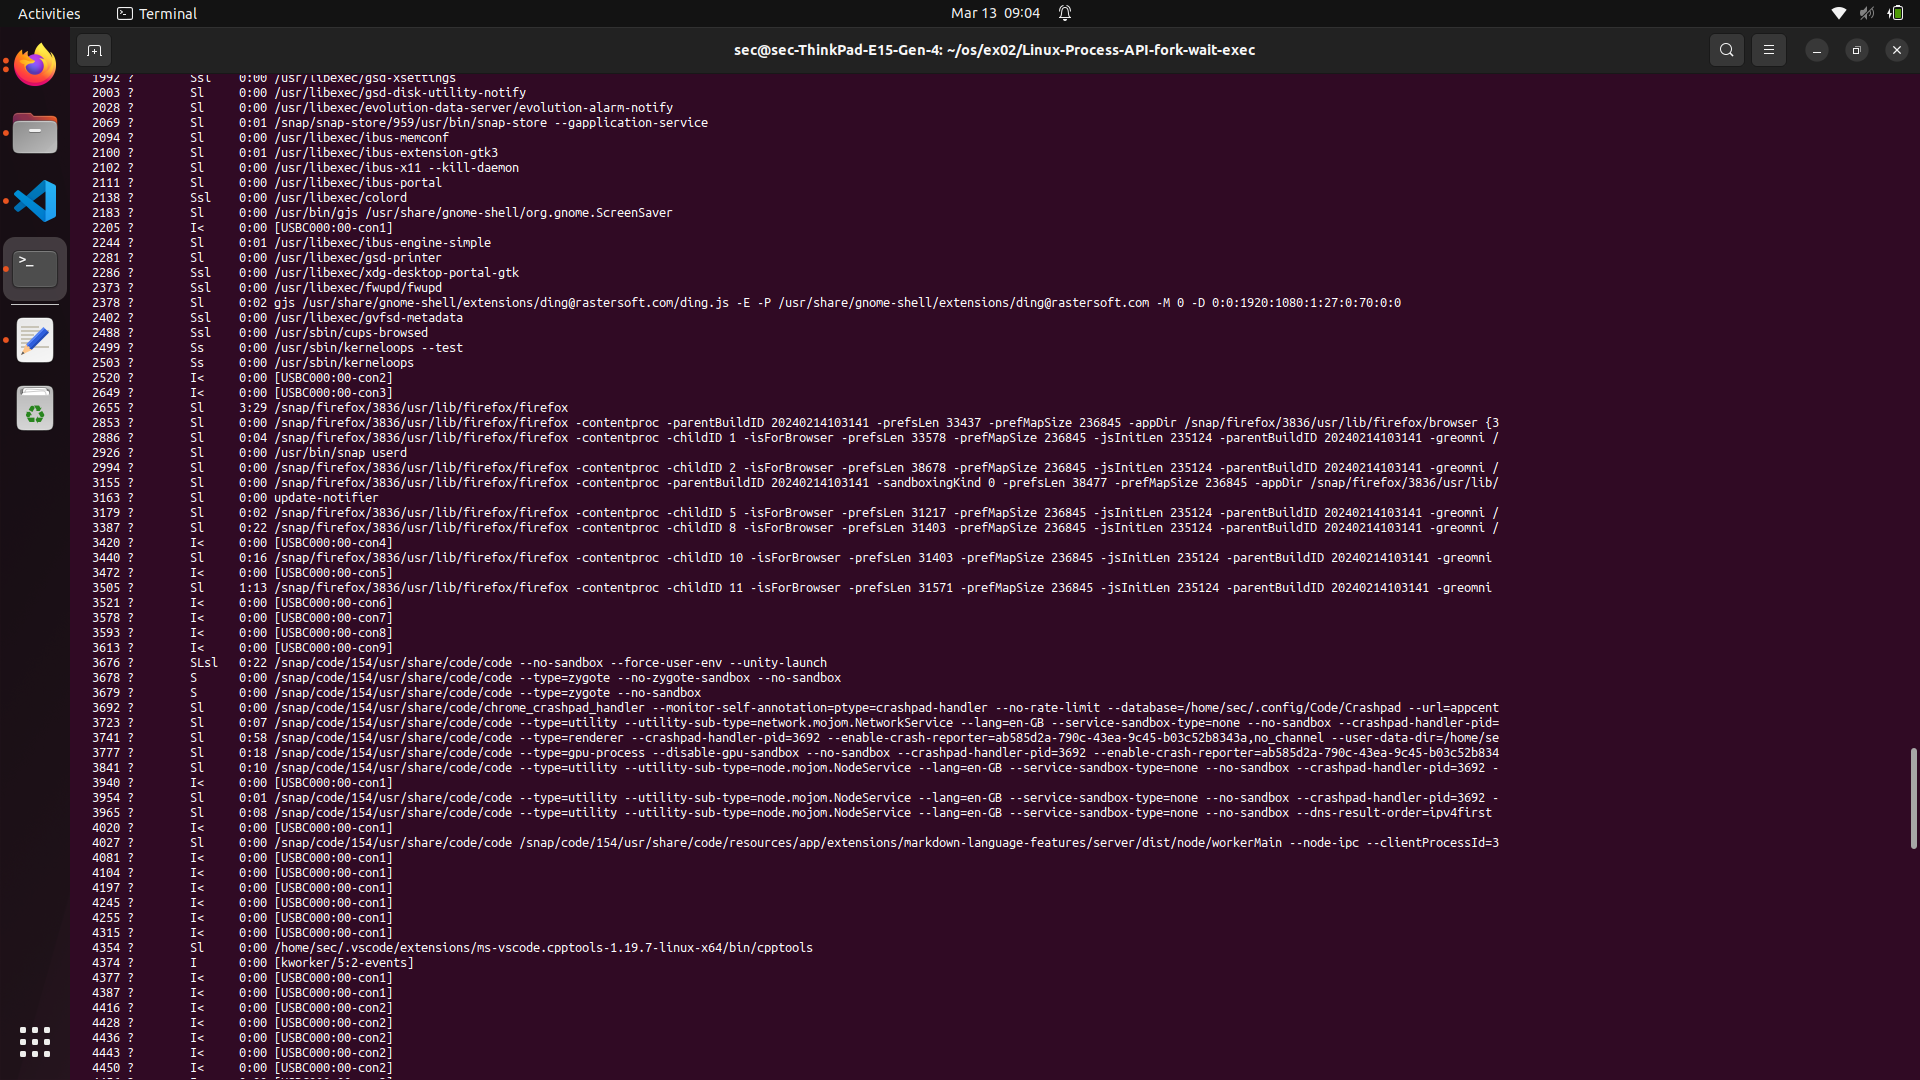 Activities
Terminal
Mar 13 09:04
sec@sec-ThinkPad-E15-Gen-4: ~/os/ex02/Linux-Process-API-fork-wait-exec
1992 ? Ssl 0:00 /usr/libexec/gsd-xsettings
2003 ? Sl 0:00 /usr/libexec/gsd-disk-utility-notify
2028 ? Sl 0:00 /usr/libexec/evolution-data-server/evolution-alarm-notify
2069 ? Sl 0:01 /snap/snap-store/959/usr/bin/snap-store --gapplication-service
2094 ? Sl 0:00 /usr/libexec/ibus-memconf
2100 ? Sl 0:01 /usr/libexec/ibus-extension-gtk3
2102 ? Sl 0:00 /usr/libexec/ibus-x11 --kill-daemon
2111 ? Sl 0:00 /usr/libexec/ibus-portal
2138 ? Ssl 0:00 /usr/libexec/colord
2183 ? Sl 0:00 /usr/bin/gjs /usr/share/gnome-shell/org.gnome.ScreenSaver
2205 ? I< 0:00 [USBC000:00-con1]
2244 ? Sl 0:01 /usr/libexec/ibus-engine-simple
2281 ? Sl 0:00 /usr/libexec/gsd-printer
2286 ? Ssl 0:00 /usr/libexec/xdg-desktop-portal-gtk
2373 ? Ssl 0:00 /usr/libexec/fwupd/fwupd
2378 ? Sl 0:02 gjs /usr/share/gnome-shell/extensions/ding@rastersoft.com/ding.js -E -P /usr/share/gnome-shell/extensions/ding@rastersoft.com -M 0 -D 0:0:1920:1080:1:27:0:70:0:0
2402 ? Ssl 0:00 /usr/libexec/gvfsd-metadata
2488 ? Ssl 0:00 /usr/sbin/cups-browsed
2499 ? Ss 0:00 /usr/sbin/kerneloops --test
2503 ? Ss 0:00 /usr/sbin/kerneloops
2520 ? I< 0:00 [USBC000:00-con2]
2649 ? I< 0:00 [USBC000:00-con3]
2655 ? Sl 3:29 /snap/firefox/3836/usr/lib/firefox/firefox
2853 ? Sl 0:00 /snap/firefox/3836/usr/lib/firefox/firefox -contentproc -parentBuildID 20240214103141 -prefsLen 33437 -prefMapSize 236845 -appDir /snap/firefox/3836/usr/lib/firefox/browser {3
2886 ? Sl 0:04 /snap/firefox/3836/usr/lib/firefox/firefox -contentproc -childID 1 -isForBrowser -prefsLen 33578 -prefMapSize 236845 -jsInitLen 235124 -parentBuildID 20240214103141 -greomni /
2926 ? Sl 0:00 /usr/bin/snap userd
2994 ? Sl 0:00 /snap/firefox/3836/usr/lib/firefox/firefox -contentproc -childID 2 -isForBrowser -prefsLen 38678 -prefMapSize 236845 -jsInitLen 235124 -parentBuildID 20240214103141 -greomni /
3155 ? Sl 0:00 /snap/firefox/3836/usr/lib/firefox/firefox -contentproc -parentBuildID 20240214103141 -sandboxingKind 0 -prefsLen 38477 -prefMapSize 236845 -appDir /snap/firefox/3836/usr/lib/
3163 ? Sl 0:00 update-notifier
3179 ? Sl 0:02 /snap/firefox/3836/usr/lib/firefox/firefox -contentproc -childID 5 -isForBrowser -prefsLen 31217 -prefMapSize 236845 -jsInitLen 235124 -parentBuildID 20240214103141 -greomni /
3387 ? Sl 0:22 /snap/firefox/3836/usr/lib/firefox/firefox -contentproc -childID 8 -isForBrowser -prefsLen 31403 -prefMapSize 236845 -jsInitLen 235124 -parentBuildID 20240214103141 -greomni /
3420 ? I< 0:00 [USBC000:00-con4]
3440 ? Sl 0:16 /snap/firefox/3836/usr/lib/firefox/firefox -contentproc -childID 10 -isForBrowser -prefsLen 31403 -prefMapSize 236845 -jsInitLen 235124 -parentBuildID 20240214103141 -greomni
3472 ? I< 0:00 [USBC000:00-con5]
3505 ? Sl 1:13 /snap/firefox/3836/usr/lib/firefox/firefox -contentproc -childID 11 -isForBrowser -prefsLen 31571 -prefMapSize 236845 -jsInitLen 235124 -parentBuildID 20240214103141 -greomni
3521 ? I< 0:00 [USBC000:00-con6]
3578 ? I< 0:00 [USBC000:00-con7]
3593 ? I< 0:00 [USBC000:00-con8]
3613 ? I< 0:00 [USBC000:00-con9]
3676 ? SLsl 0:22 /snap/code/154/usr/share/code/code --no-sandbox --force-user-env --unity-launch
3678 ? S 0:00 /snap/code/154/usr/share/code/code --type=zygote --no-zygote-sandbox --no-sandbox
3679 ? S 0:00 /snap/code/154/usr/share/code/code --type=zygote --no-sandbox
3692 ? Sl 0:00 /snap/code/154/usr/share/code/chrome_crashpad_handler --monitor-self-annotation=ptype=crashpad-handler --no-rate-limit --database=/home/sec/.config/Code/Crashpad --url=appcent
3723 ? Sl 0:07 /snap/code/154/usr/share/code/code --type=utility --utility-sub-type=network.mojom.NetworkService --lang=en-GB --service-sandbox-type=none --no-sandbox --crashpad-handler-pid=
3741 ? Sl 0:58 /snap/code/154/usr/share/code/code --type=renderer --crashpad-handler-pid=3692 --enable-crash-reporter=ab585d2a-790c-43ea-9c45-b03c52b8343a,no_channel --user-data-dir=/home/se
3777 ? Sl 0:18 /snap/code/154/usr/share/code/code --type=gpu-process --disable-gpu-sandbox --no-sandbox --crashpad-handler-pid=3692 --enable-crash-reporter=ab585d2a-790c-43ea-9c45-b03c52b834
3841 ? Sl 0:10 /snap/code/154/usr/share/code/code --type=utility --utility-sub-type=node.mojom.NodeService --lang=en-GB --service-sandbox-type=none --no-sandbox --crashpad-handler-pid=3692 -
3940 ? I< 0:00 [USBC000:00-con1]
3954 ? Sl 0:01 /snap/code/154/usr/share/code/code --type=utility --utility-sub-type=node.mojom.NodeService --lang=en-GB --service-sandbox-type=none --no-sandbox --crashpad-handler-pid=3692 -
3965 ? Sl 0:08 /snap/code/154/usr/share/code/code --type=utility --utility-sub-type=node.mojom.NodeService --lang=en-GB --service-sandbox-type=none --no-sandbox --dns-result-order=ipv4first
4020 ? I< 0:00 [USBC000:00-con1]
4027 ? Sl 0:00 /snap/code/154/usr/share/code/code /snap/code/154/usr/share/code/resources/app/extensions/markdown-language-features/server/dist/node/workerMain --node-ipc --clientProcessId=3
4081 ? I< 0:00 [USBC000:00-con1]
4104 ? I< 0:00 [USBC000:00-con1]
4197 ? I< 0:00 [USBC000:00-con1]
4245 ? I< 0:00 [USBC000:00-con1]
4255 ? I< 0:00 [USBC000:00-con1]
4315 ? I< 0:00 [USBC000:00-con1]
4354 ? Sl 0:00 /home/sec/.vscode/extensions/ms-vscode.cpptools-1.19.7-linux-x64/bin/cpptools
4374 ? I 0:00 [kworker/5:2-events]
4377 ? I< 0:00 [USBC000:00-con1]
4387 ? I< 0:00 [USBC000:00-con1]
4416 ? I< 0:00 [USBC000:00-con2]
4428 ? I< 0:00 [USBC000:00-con2]
4436 ? I< 0:00 [USBC000:00-con2]
4443 ? I< 0:00 [USBC000:00-con2]
4450 ? I< 0:00 [USBC000:00-con2]